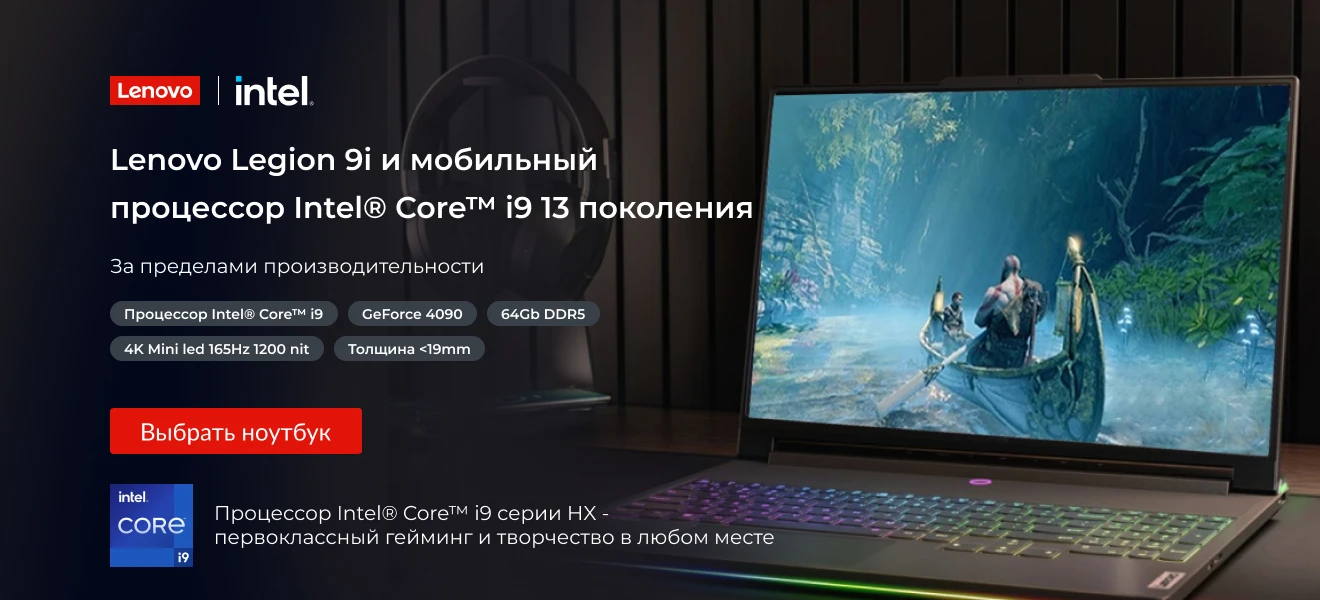 Lenovo
intel.
Lenovo Legion 9i и мобильный
процессор Intel® Core™ i9 13 поколения
За пределами производительности
Процессор Intel® Core™ i9
GeForce 4090
64Gb DDR5
4K Mini led 165Hz 1200 nit
Толщина <19mm
Выбрать ноутбук
intel.
CORE
i9
Процессор Intel® Core™ i9 серии HX -
первоклассный гейминг и творчество в любом месте